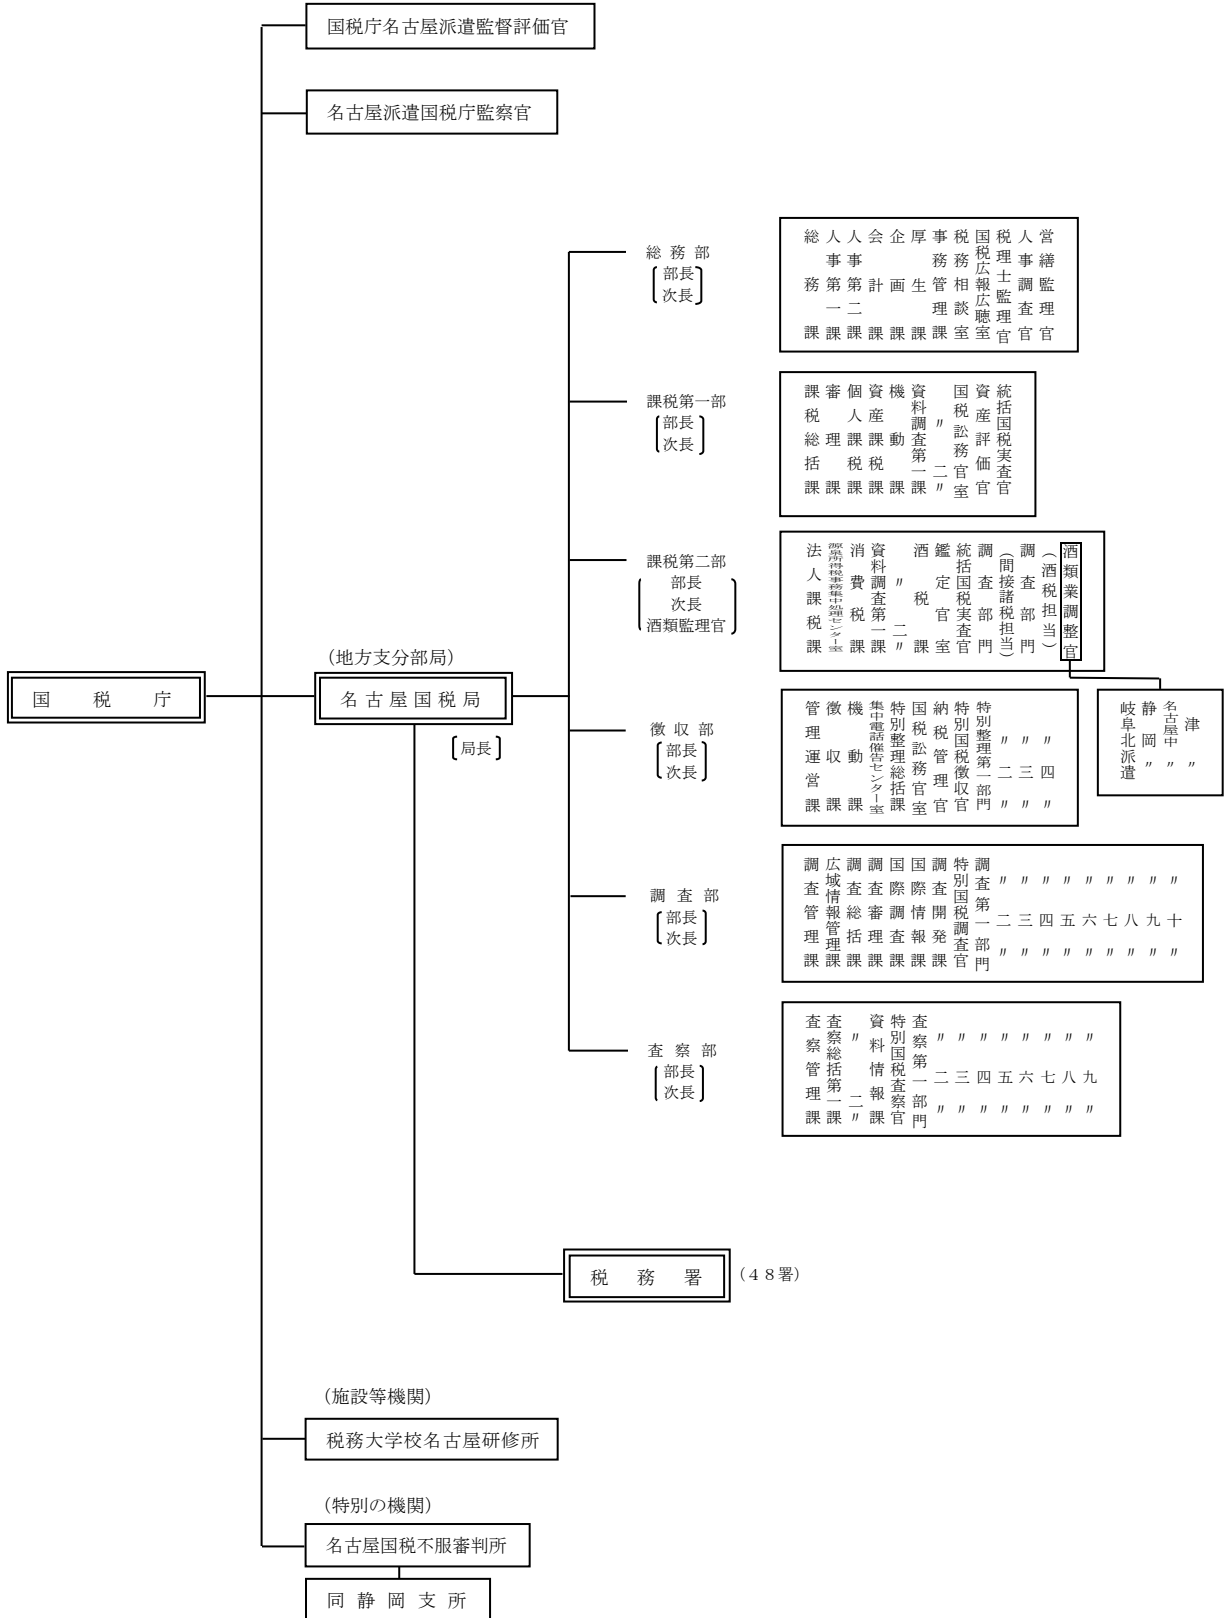 国税庁名古屋派遣監督評価官
名古屋派遣国税庁監察官
総務部
部長
次長
総務課
人事第一課
人事第二課
会計課
企画課
厚生課
事務管理課
税務相談室
国税広報広聴室
税理士監理官
人事調査官
営繕監理官
課税第一部
部長
次長
課税総括課
審理課
個人課税課
資産課税課
機動課
資料調査第一課
〃二〃
国税訟務官室
資産評価官
統括国税実査官
課税第二部
部長
次長
酒類監理官
法人課税課
源泉所得税事務集中処理センター室
消費税課
資料調査第一課
〃二〃
酒税課
鑑定官室
統括国税実査官
調査部門
(間接諸税担当)
調査部門
(酒税担当)
酒類業調整官
岐阜北派遣
静岡〃
名古屋中〃
津〃
(地方支分部局)
国税庁
名古屋国税局
局長
徴収部
部長
次長
管理運営課
徴収課
機動課
集中電話催告センター室
特別整理総括課
国税訟務官室
納税管理官
特別国税徴収官
特別整理第一部門
〃二〃
〃三〃
〃四〃
調査部
部長
次長
調査管理課
広域情報管理課
調査総括課
調査審理課
国際調査課
国際情報課
調査開発課
特別国税調査官
調査第一部門
〃二〃
〃三〃
〃四〃
〃五〃
〃六〃
〃七〃
〃八〃
〃九〃
〃十〃
査察部
部長
次長
査察管理課
査察総括第一課
〃二〃
資料情報課
特別国税査察官
査察第一部門
〃二〃
〃三〃
〃四〃
〃五〃
〃六〃
〃七〃
〃八〃
〃九〃
税務署
(48署)
(施設等機関)
税務大学校名古屋研修所
(特別の機関)
名古屋国税不服審判所
同静岡支所